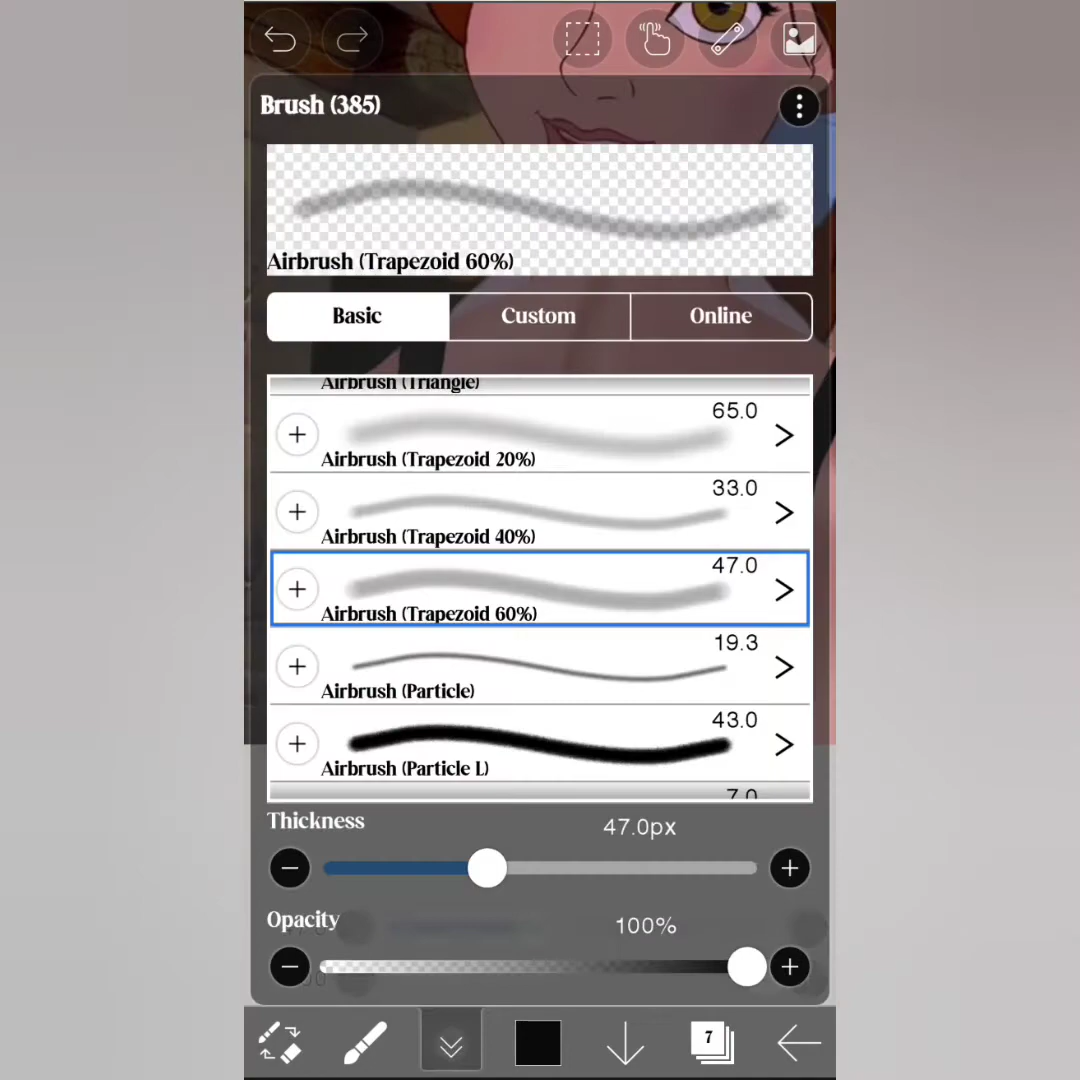 Brush (385)
Airbrush (Trapezoid 60%)
Basic
Custom
Online
Airbrush (Triangle)
65.0
Airbrush (Trapezoid 20%)
33.0
Airbrush (Trapezoid 40%)
47.0
Airbrush (Trapezoid 60%)
19.3
Airbrush (Particle)
43.0
Airbrush (Particle L)
7.0
Thickness
47.0px
Opacity
100%
7